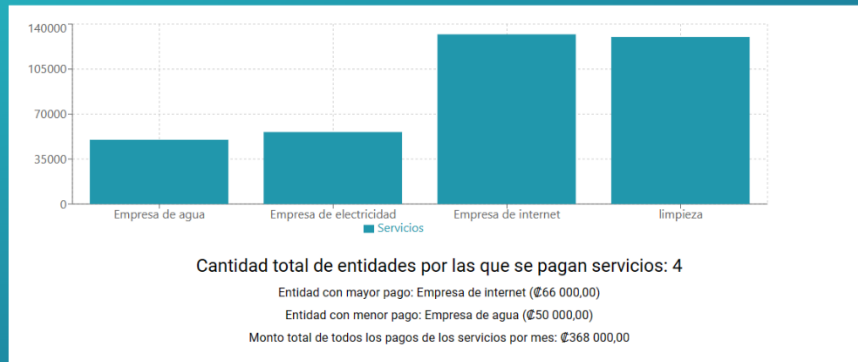 140000
105000
70000
35000
0
Empresa de agua Empresa de electricidad Empresa de internet limpieza
Servicios
Cantidad total de entidades por las que se pagan servicios: 4
Entidad con mayor pago: Empresa de internet (₡66 000,00)
Entidad con menor pago: Empresa de agua (₡50 000,00)
Monto total de todos los pagos de los servicios por mes: ₡368 000,00